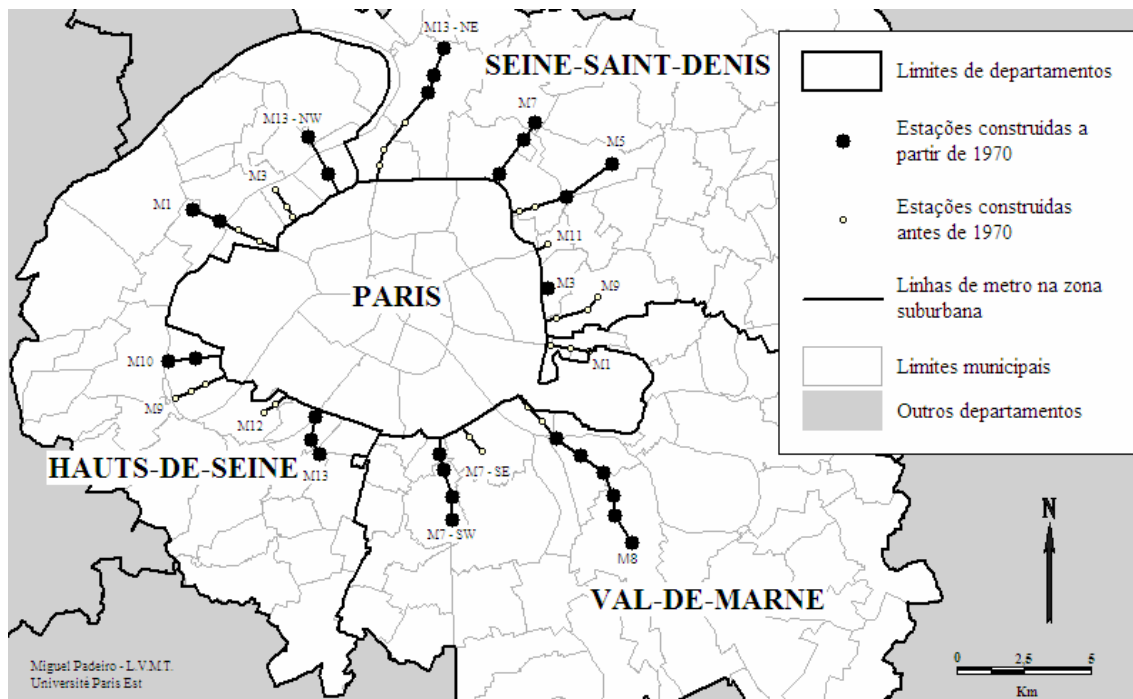 M13 - NE
SEINE-SAINT-DENIS
M7
M13 - NW
M5
M3
M1
M11
M3
M9
PARIS
M10
M1
M9
M12
HAUTS-DE-SEINE
M13
M7 - SE
M7 - SW
M8
VAL-DE-MARNE
Limites de departamentos
Estações construidas a
partir de 1970
Estações construidas
antes de 1970
Linhas de metro na zona
suburbana
Limites municipais
Outros departamentos
N
0 2,5 5
Km
Miguel Padeiro - L.V.M.T.
Université Paris Est